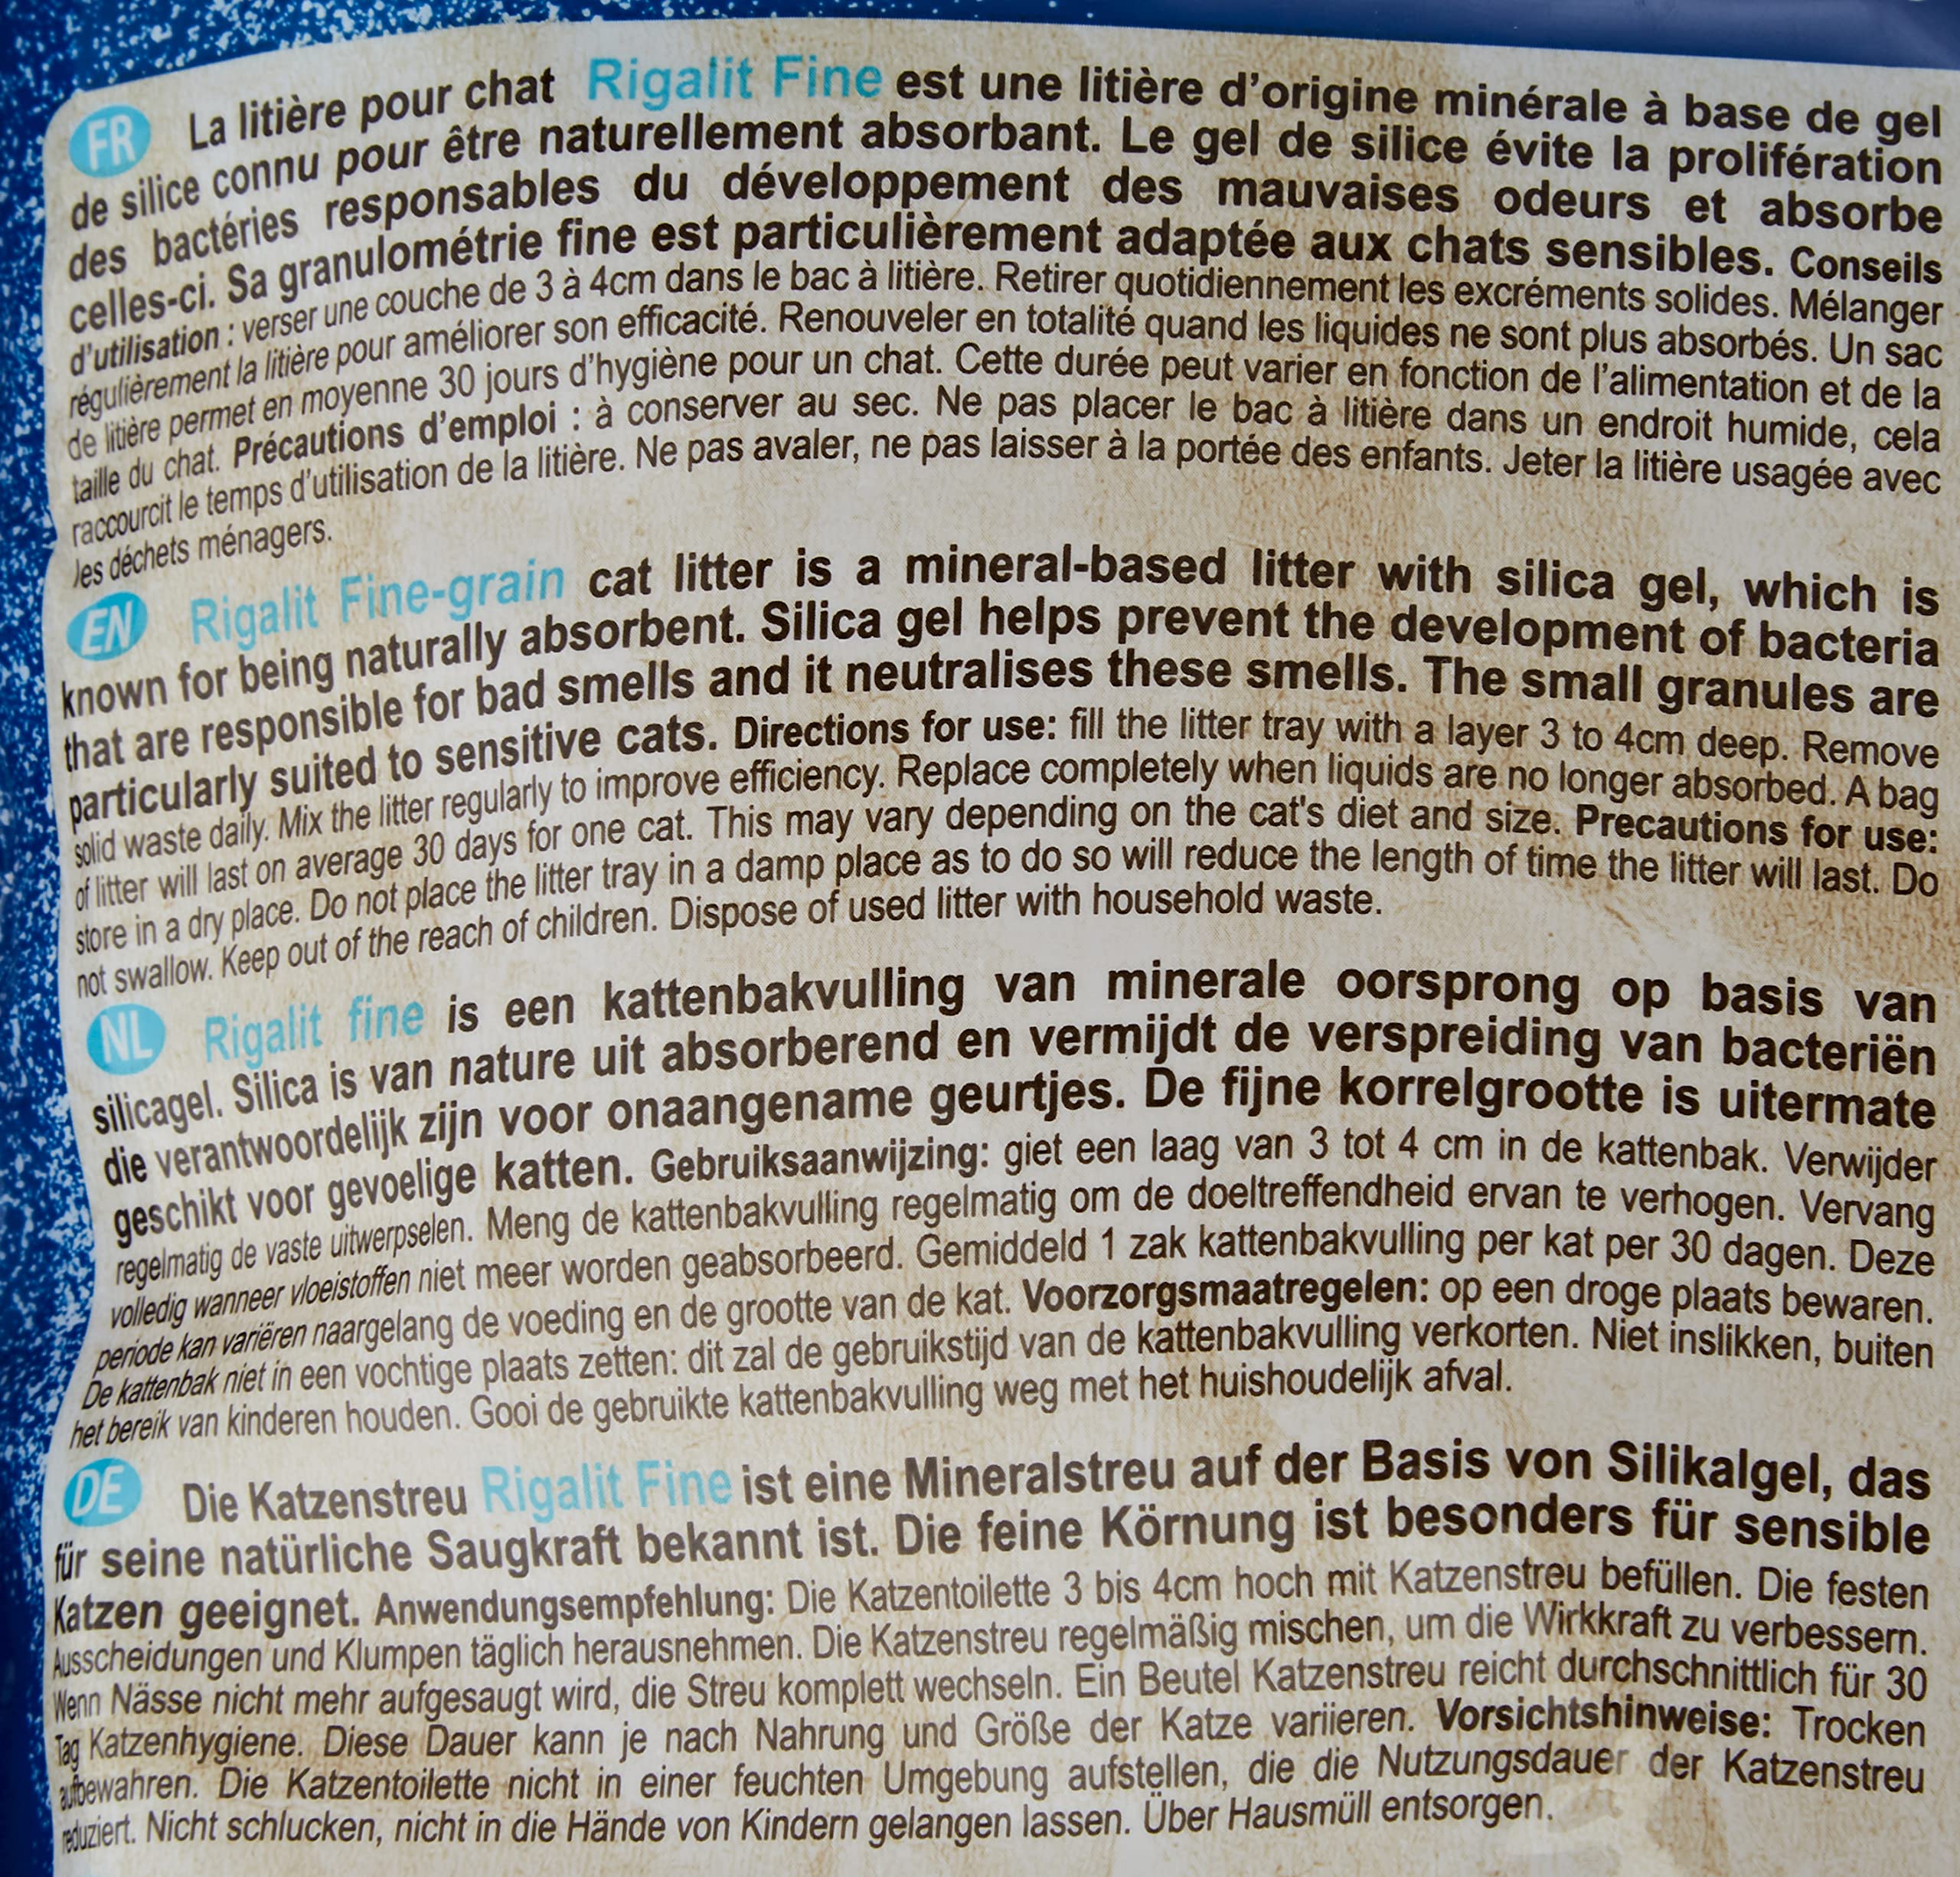 FR La litière pour chat Rigalit Fine est une litière d'origine minérale à base de gel
de silice connu pour être naturellement absorbant. Le gel de silice évite la prolifération
des bactéries responsables du développement des mauvaises odeurs et absorbe
celles-ci. Sa granulométrie fine est particulièrement adaptée aux chats sensibles. Conseils
d'utilisation : verser une couche de 3 à 4cm dans le bac à litière. Retirer quotidiennement les excréments solides. Mélanger
régulièrement la litière pour améliorer son efficacité. Renouveler en totalité quand les liquides ne sont plus absorbés. Un sac
de litière permet en moyenne 30 jours d'hygiène pour un chat. Cette durée peut varier en fonction de l'alimentation et de la
taille du chat. Précautions d'emploi : à conserver au sec. Ne pas placer le bac à litière dans un endroit humide, cela
raccourcit le temps d'utilisation de la litière. Ne pas avaler, ne pas laisser à la portée des enfants. Jeter la litière usagée avec
les déchets ménagers.
EN Rigalit Fine-grain cat litter is a mineral-based litter with silica gel, which is
known for being naturally absorbent. Silica gel helps prevent the development of bacteria
that are responsible for bad smells and it neutralises these smells. The small granules are
particularly suited to sensitive cats. Directions for use: fill the litter tray with a layer 3 to 4cm deep. Remove
solid waste daily. Mix the litter regularly to improve efficiency. Replace completely when liquids are no longer absorbed. A bag
of litter will last on average 30 days for one cat. This may vary depending on the cat's diet and size. Precautions for use:
store in a dry place. Do not place the litter tray in a damp place as to do so will reduce the length of time the litter will last. Do
not swallow. Keep out of the reach of children. Dispose of used litter with household waste.
NL Rigalit fine is een kattenbakvulling van minerale oorsprong op basis van
silicagel. Silica is van nature uit absorberend en vermijdt de verspreiding van bacteriën
die verantwoordelijk zijn voor onaangename geurtjes. De fijne korrelgrootte is uitermate
geschikt voor gevoelige katten. Gebruiksaanwijzing: giet een laag van 3 tot 4 cm in de kattenbak. Verwijder
regelmatig de vaste uitwerpselen. Meng de kattenbakvulling regelmatig om de doeltreffendheid ervan te verhogen. Vervang
volledig wanneer vloeistoffen niet meer worden geabsorbeerd. Gemiddeld 1 zak kattenbakvulling per kat per 30 dagen. Deze
periode kan variëren naargelang de voeding en de grootte van de kat. Voorzorgsmaatregelen: op een droge plaats bewaren.
De kattenbak niet in een vochtige plaats zetten: dit zal de gebruikstijd van de kattenbakvulling verkorten. Niet inslikken, buiten
het bereik van kinderen houden. Gooi de gebruikte kattenbakvulling weg met het huishoudelijk afval.
DE Die Katzenstreu Rigalit Fine ist eine Mineralstreu auf der Basis von Silikalgel, das
für seine natürliche Saugkraft bekannt ist. Die feine Körnung ist besonders für sensible
Katzen geeignet. Anwendungsempfehlung: Die Katzentoilette 3 bis 4cm hoch mit Katzenstreu befüllen. Die festen
Ausscheidungen und Klumpen täglich herausnehmen. Die Katzenstreu regelmäßig mischen, um die Wirkkraft zu verbessern.
Wenn Nässe nicht mehr aufgesaugt wird, die Streu komplett wechseln. Ein Beutel Katzenstreu reicht durchschnittlich für 30
Tag Katzenhygiene. Diese Dauer kann je nach Nahrung und Größe der Katze variieren. Vorsichtshinweise: Trocken
aufbewahren. Die Katzentoilette nicht in einer feuchten Umgebung aufstellen, die die Nutzungsdauer der Katzenstreu
reduziert. Nicht schlucken, nicht in die Hände von Kindern gelangen lassen. Über Hausmüll entsorgen.